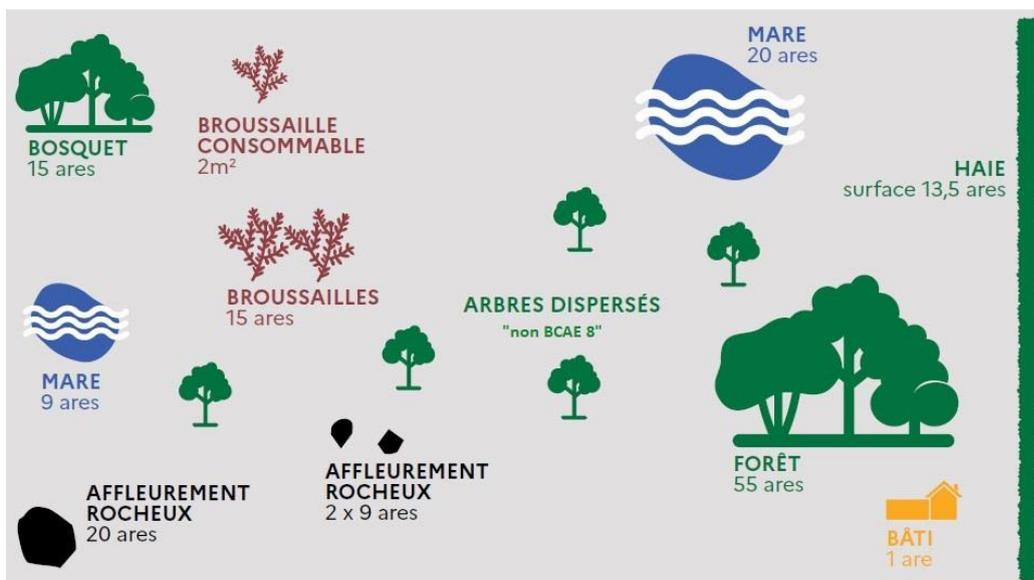 MARE
20 ares
BOSQUET
15 ares
BROUSSAILLE
CONSOMMABLE
2m²
HAIE
surface 13,5 ares
BROUSSAILLES
15 ares
ARBRES DISPERSÉS
"non BCAE 8"
MARE
9 ares
AFFLEUREMENT
ROCHEUX
2 x 9 ares
FORÊT
55 ares
AFFLEUREMENT
ROCHEUX
20 ares
BÂTI
1 are